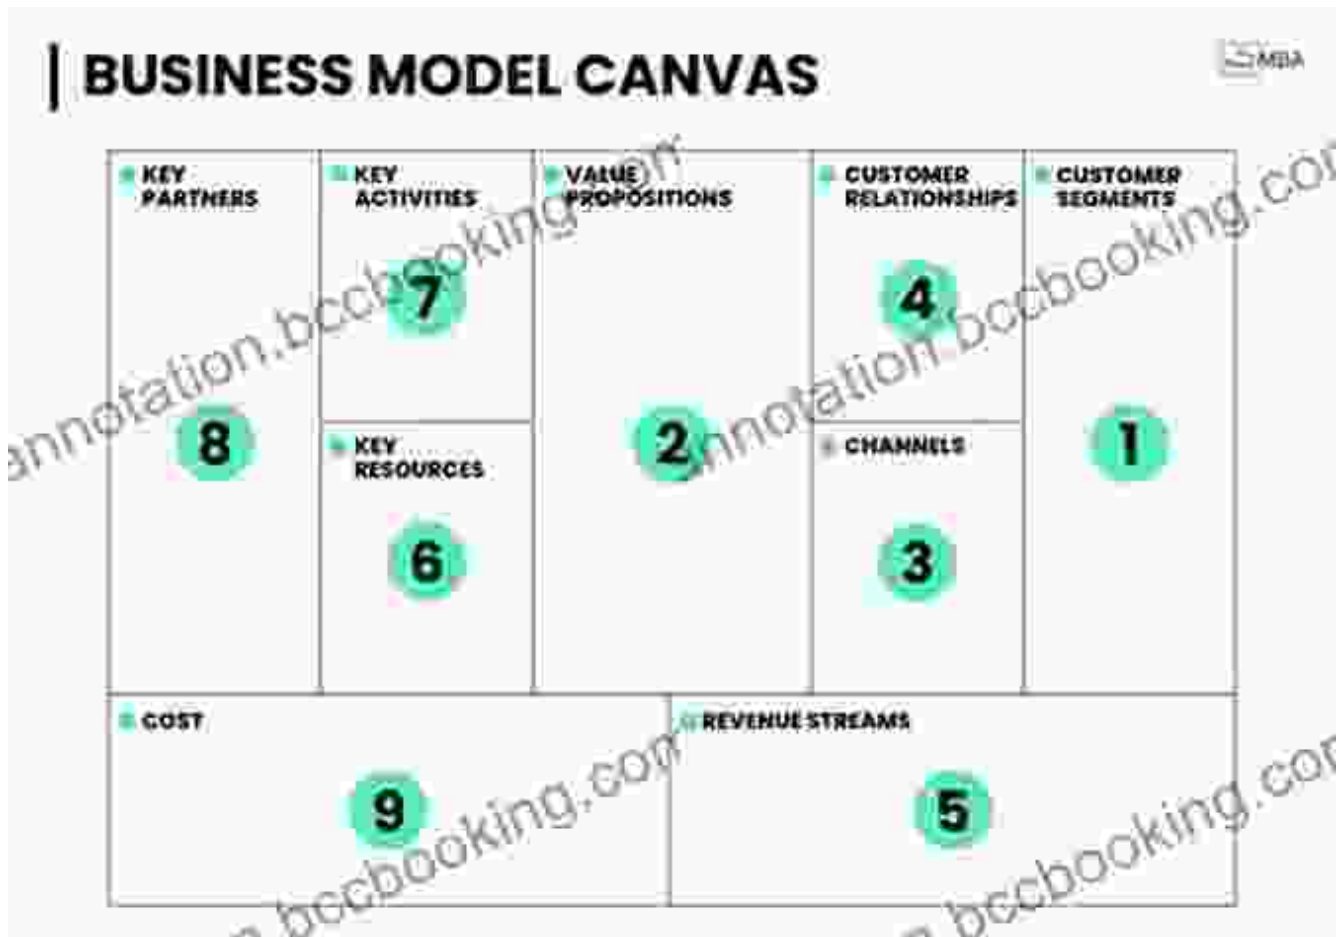 BUSINESS MODEL CANVAS
MBA
KEY
PARTNERS
8
KEY
ACTIVITIES
7
KEY
RESOURCES
6
VALUE
PROPOSITIONS
2
CUSTOMER
RELATIONSHIPS
4
CHANNELS
3
CUSTOMER
SEGMENTS
1
COST
9
REVENUE STREAMS
5
annotation.bccbooking.com
annotation.bccbooking.com
n.bccbooking.com
n.bccbooking.com